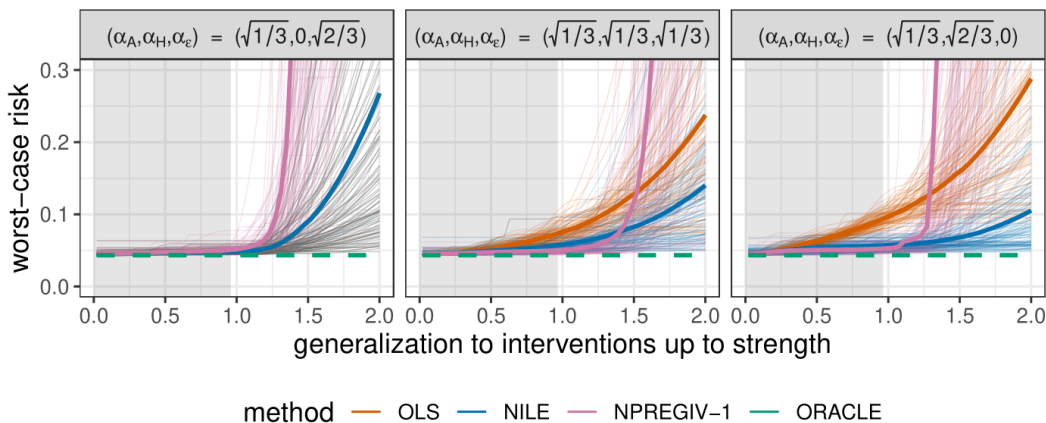 (αA,αH,αε) = (√1/3,0,√2/3) (αA,αH,αε) = (√1/3,√1/3,√1/3) (αA,αH,αε) = (√1/3,√2/3,0)
0.3
0.2
0.1
0.0
worst−case risk
0.0 0.5 1.0 1.5 2.0 0.0 0.5 1.0 1.5 2.0 0.0 0.5 1.0 1.5 2.0
generalization to interventions up to strength
method OLS NILE NPREGIV−1 ORACLE